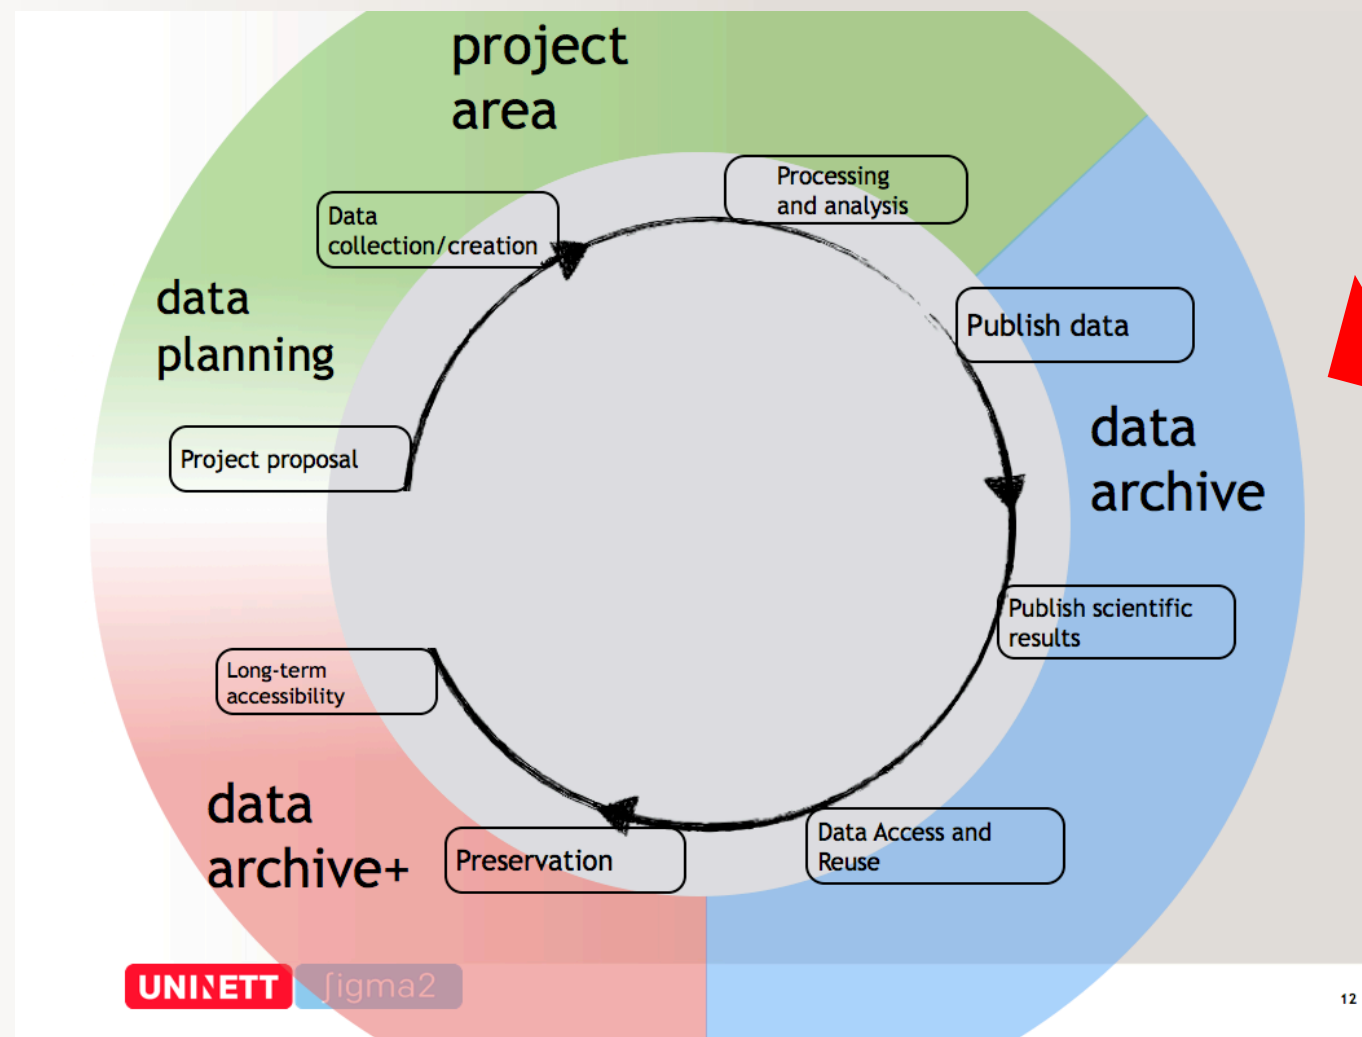 project
area
Processing
and analysis
Data
collection/creation
data
planning
Publish data
data
archive
Project proposal
Publish scientific
results
Long-term
accessibility
data
archive+
Data Access and
Reuse
Preservation
UNINETT
∫igma2
12